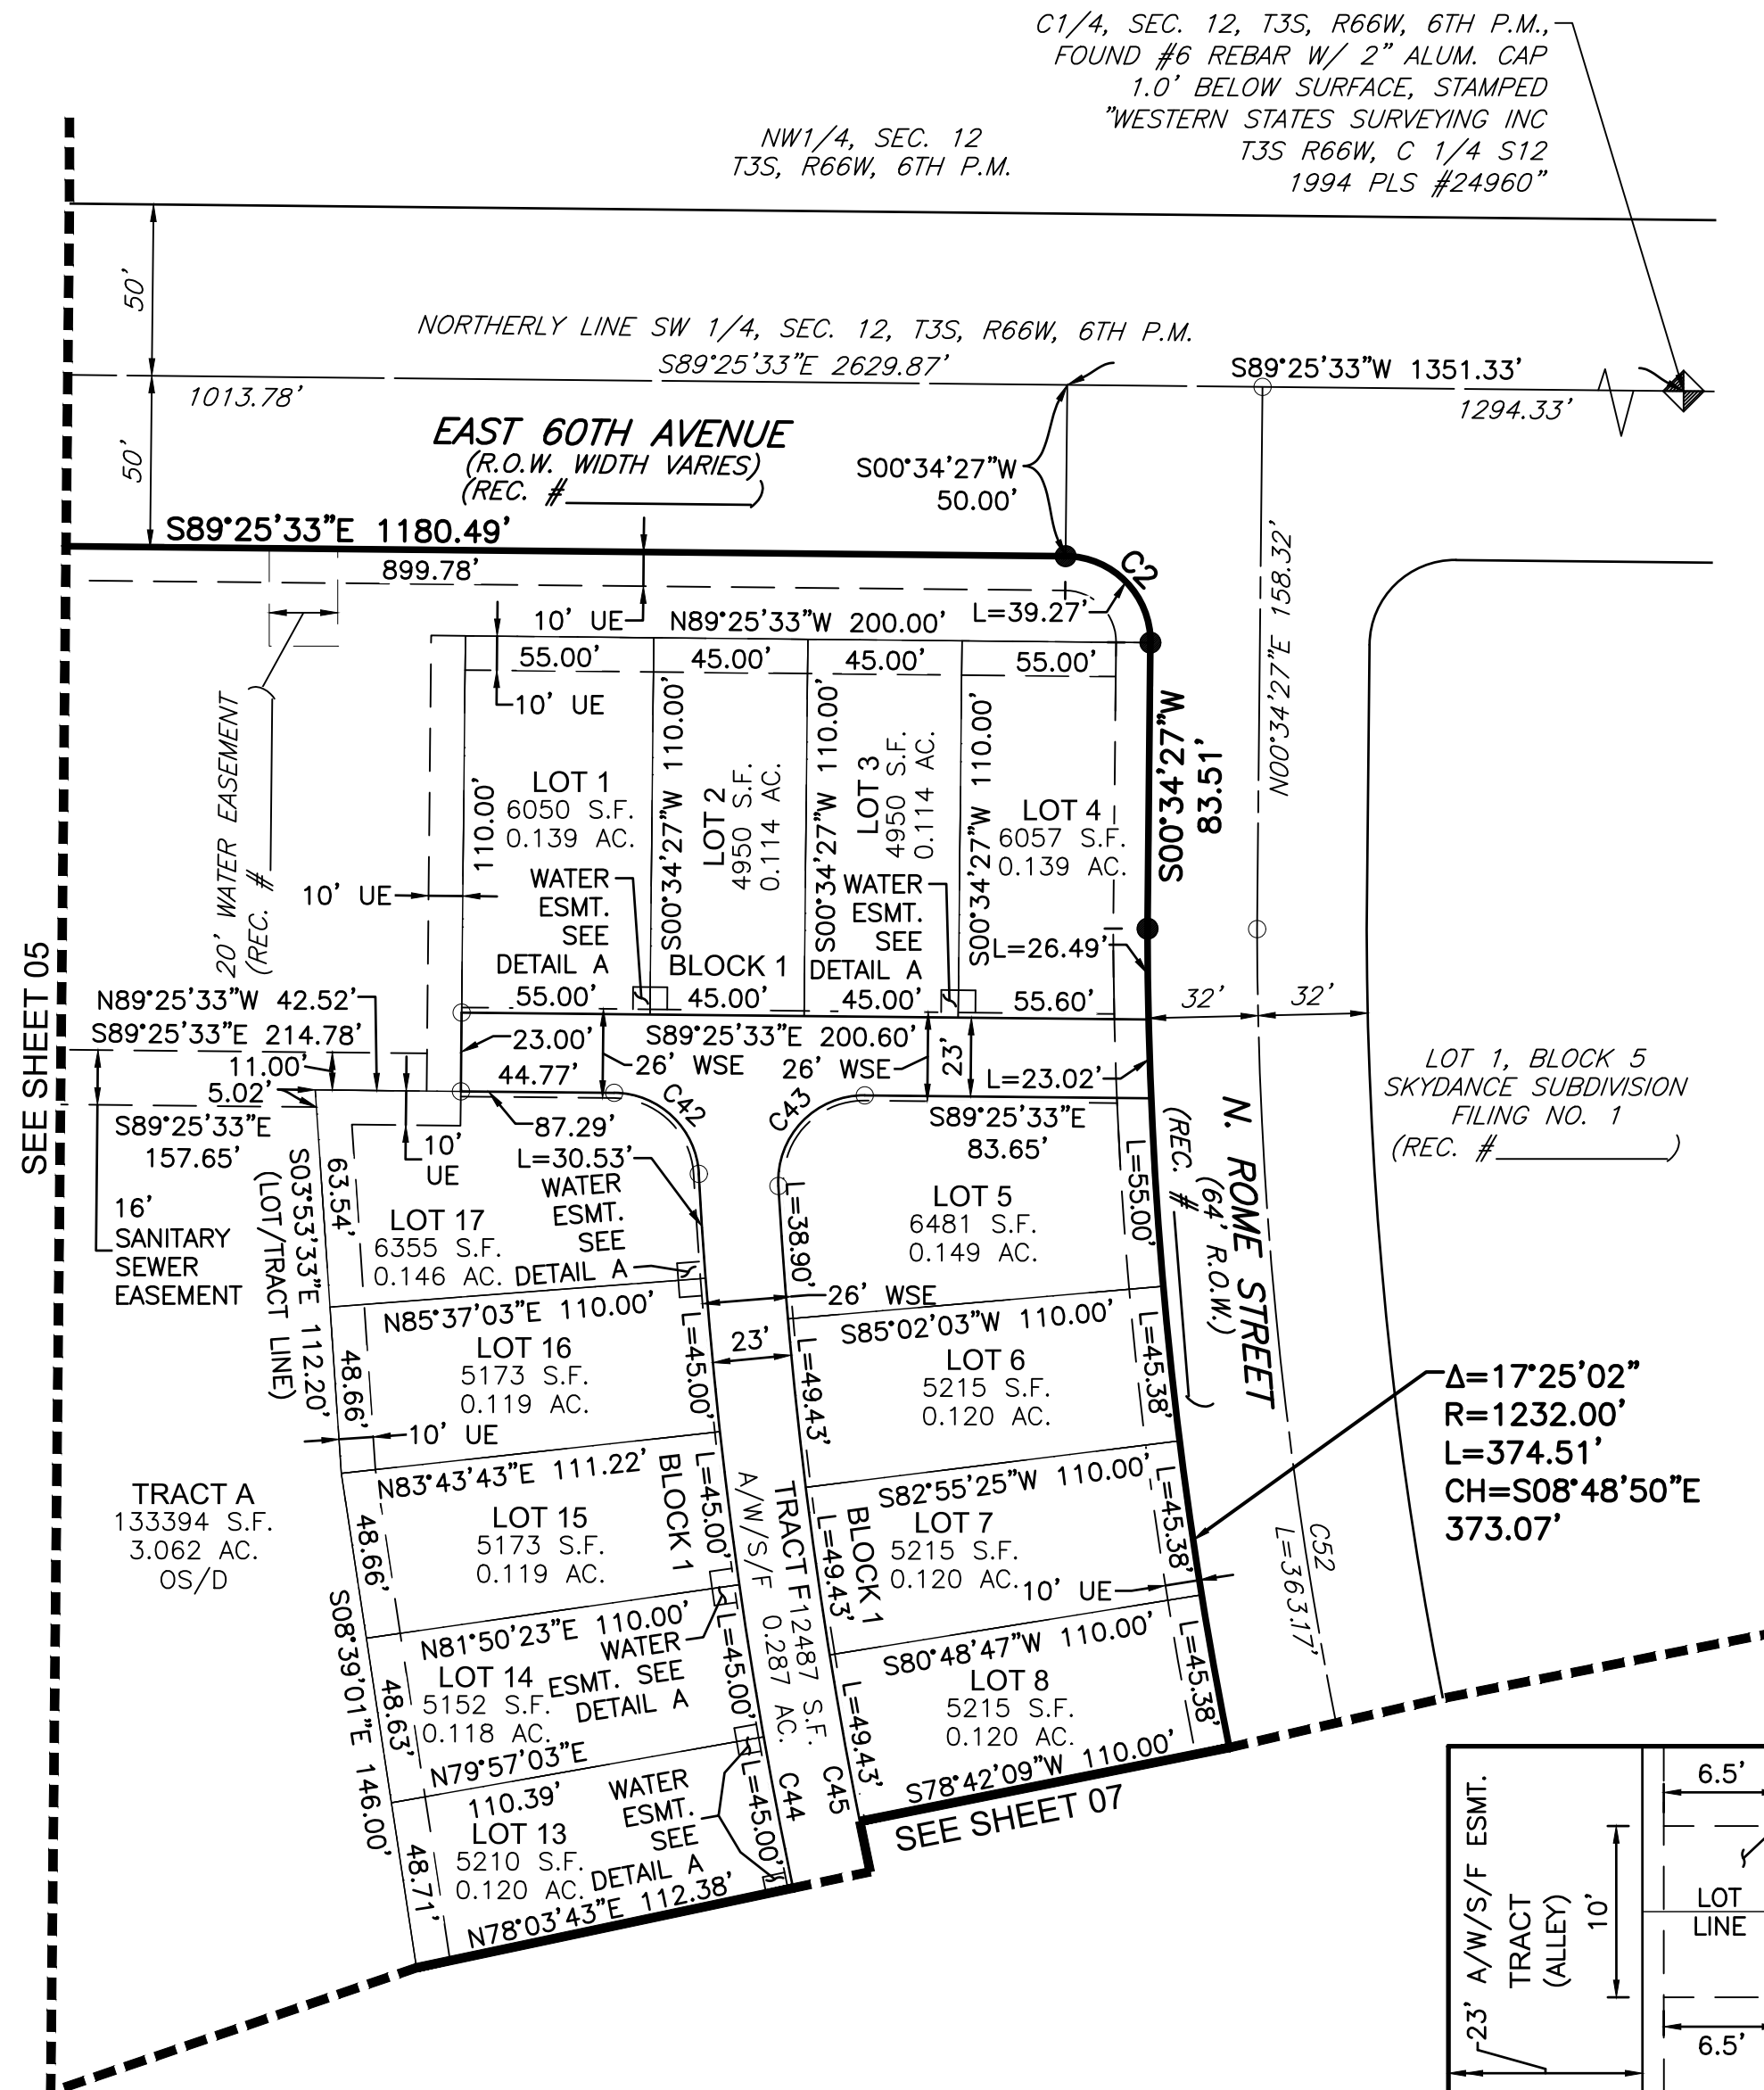 C1/4, SEC. 12, T3S, R66W, 6TH P.M.,
FOUND #6 REBAR W/ 2" ALUM. CAP
1.0' BELOW SURFACE, STAMPED
"WESTERN STATES SURVEYING INC
T3S R66W, C 1/4 S12
1994 PLS #24960"
NW1/4, SEC. 12
T3S, R66W, 6TH P.M.
50'
50'
NORTHERLY LINE SW 1/4, SEC. 12, T3S, R66W, 6TH P.M.
S89°25'33"E 2629.87'
S89°25'33"W 1351.33'
1013.78'
1294.33'
EAST 60TH AVENUE
(R.O.W. WIDTH VARIES)
(REC. #__________)
S00°34'27"W
50.00'
S89°25'33"E 1180.49'
899.78'
C2
L=39.27'
N00°34'27"E 158.32'
10' UE
N89°25'33"W 200.00'
55.00'
45.00'
45.00'
55.00'
10' UE
20' WATER EASEMENT
(REC. #__________)
110.00'
LOT 1
6050 S.F.
0.139 AC.
S00°34'27"W 110.00'
LOT 2
4950 S.F.
0.114 AC.
S00°34'27"W 110.00'
LOT 3
4950 S.F.
0.114 AC.
S00°34'27"W 110.00'
LOT 4
6057 S.F.
0.139 AC.
S00°34'27"W
83.51'
10' UE
WATER
ESMT.
SEE
DETAIL A
WATER
ESMT.
SEE
DETAIL A
BLOCK 1
L=26.49'
55.00'
45.00'
45.00'
55.60'
32'
32'
SEE SHEET 05
N89°25'33"W 42.52'
S89°25'33"E 214.78'
11.00'
5.02'
S89°25'33"E
157.65'
23.00'
S89°25'33"E 200.60'
26' WSE
26' WSE
23'
44.77'
L=23.02'
C42
C43
S89°25'33"E
83.65'
87.29'
10'
UE
L=30.53'
16'
SANITARY
SEWER
EASEMENT
S03°53'33"E 112.20'
(LOT/TRACT LINE)
63.54'
LOT 17
6355 S.F.
0.146 AC.
WATER
ESMT.
SEE
DETAIL A
L=38.90'
LOT 5
6481 S.F.
0.149 AC.
L=55.00'
(REC. #__________)
N. ROME STREET
(64' R.O.W.)
LOT 1, BLOCK 5
SKYDANCE SUBDIVISION
FILING NO. 1
(REC. #__________)
26' WSE
N85°37'03"E 110.00'
S85°02'03"W 110.00'
23'
48.66'
LOT 16
5173 S.F.
0.119 AC.
L=45.00'
L=49.43'
LOT 6
5215 S.F.
0.120 AC.
L=45.38'
10' UE
Δ=17°25'02"
R=1232.00'
L=374.51'
CH=S08°48'50"E
373.07'
TRACT A
133394 S.F.
3.062 AC.
OS/D
N83°43'43"E 111.22'
S82°55'25"W 110.00'
48.66'
LOT 15
5173 S.F.
0.119 AC.
BLOCK 1
L=45.00'
A/W/S/F 0.287 AC.
TRACT F 12487 S.F.
L=49.43'
BLOCK 1
LOT 7
5215 S.F.
0.120 AC.
L=45.38'
10' UE
C52
L=363.17'
S08°39'01"E 146.00'
N81°50'23"E 110.00'
S80°48'47"W 110.00'
48.63'
LOT 14
5152 S.F.
0.118 AC.
WATER
ESMT. SEE
DETAIL A
L=45.00'
L=49.43'
LOT 8
5215 S.F.
0.120 AC.
L=45.38'
N79°57'03"E
110.39'
S78°42'09"W 110.00'
C44
C45
SEE SHEET 07
48.71'
LOT 13
5210 S.F.
0.120 AC.
WATER
ESMT.
SEE
DETAIL A
L=45.00'
N78°03'43"E 112.38'
23' A/W/S/F ESMT.
TRACT
(ALLEY)
10'
6.5'
LOT
LINE
6.5'